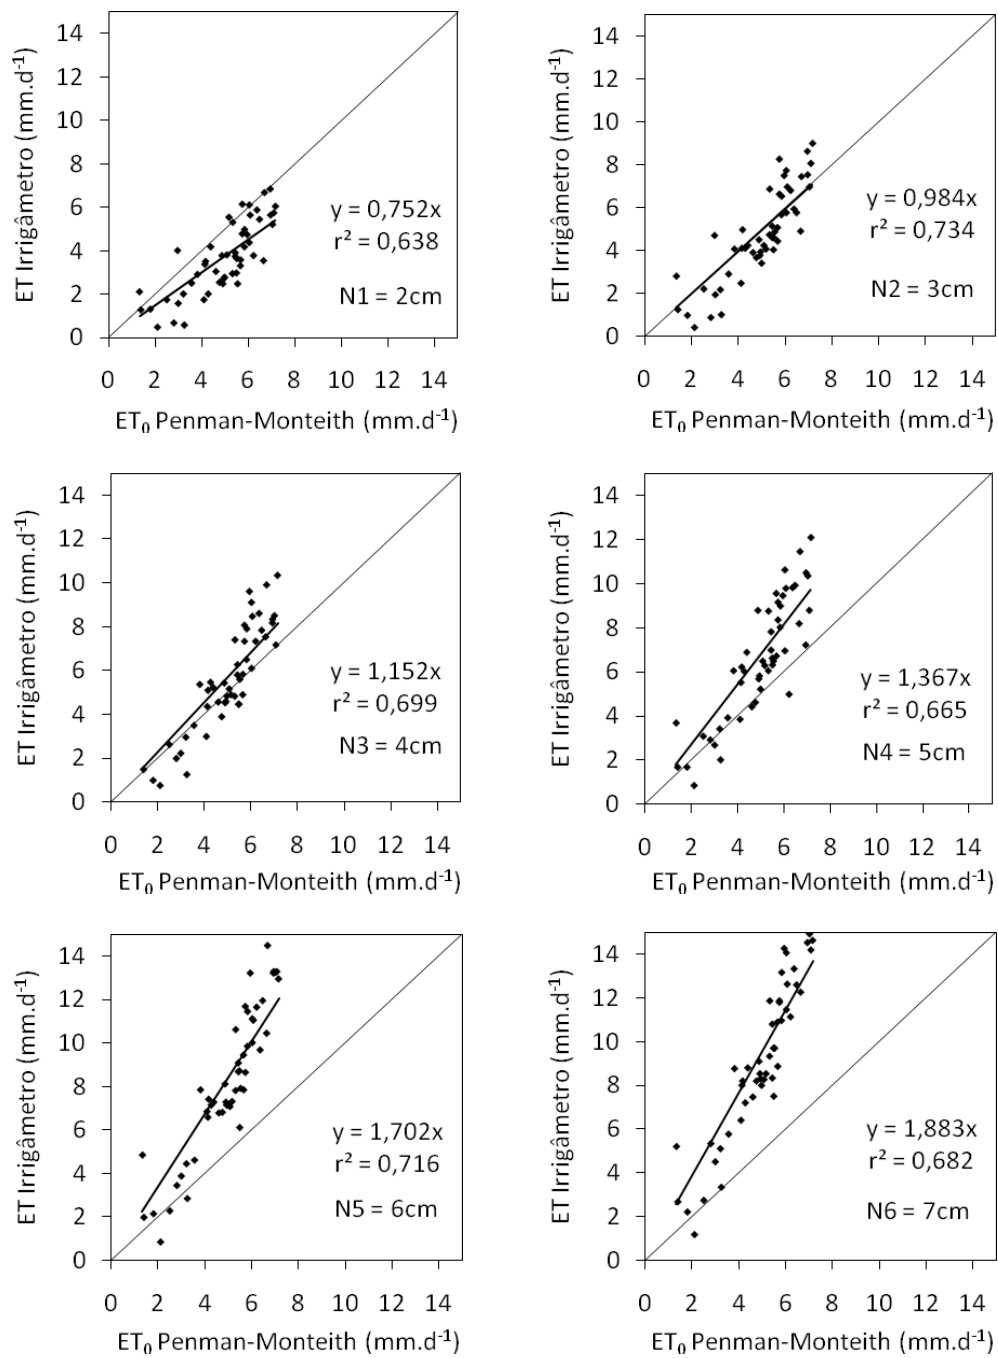 14
12
10
8
6
4
2
0
ET Irrigâmetro (mm.d⁻¹)
y = 0,752x
r² = 0,638
N1 = 2cm
0 2 4 6 8 10 12 14
ET₀ Penman-Monteith (mm.d⁻¹)
14
12
10
8
6
4
2
0
ET Irrigâmetro (mm.d⁻¹)
y = 0,984x
r² = 0,734
N2 = 3cm
0 2 4 6 8 10 12 14
ET₀ Penman-Monteith (mm.d⁻¹)
14
12
10
8
6
4
2
0
ET Irrigâmetro (mm.d⁻¹)
y = 1,152x
r² = 0,699
N3 = 4cm
0 2 4 6 8 10 12 14
ET₀ Penman-Monteith (mm.d⁻¹)
14
12
10
8
6
4
2
0
ET Irrigâmetro (mm.d⁻¹)
y = 1,367x
r² = 0,665
N4 = 5cm
0 2 4 6 8 10 12 14
ET₀ Penman-Monteith (mm.d⁻¹)
14
12
10
8
6
4
2
0
ET Irrigâmetro (mm.d⁻¹)
y = 1,702x
r² = 0,716
N5 = 6cm
0 2 4 6 8 10 12 14
ET₀ Penman-Monteith (mm.d⁻¹)
14
12
10
8
6
4
2
0
ET Irrigâmetro (mm.d⁻¹)
y = 1,883x
r² = 0,682
N6 = 7cm
0 2 4 6 8 10 12 14
ET₀ Penman-Monteith (mm.d⁻¹)